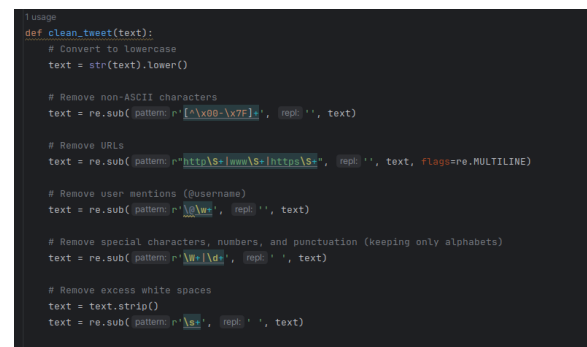 1 usage
def clean_tweet(text):
    # Convert to lowercase
    text = str(text).lower()

    # Remove non-ASCII characters
    text = re.sub( pattern: r'[^\x00-\x7F]+', repl: '', text)

    # Remove URLs
    text = re.sub( pattern: r"http\S+|www\S+|https\S+", repl: '', text, flags=re.MULTILINE)

    # Remove user mentions (@username)
    text = re.sub( pattern: r'\@\w+', repl: '', text)

    # Remove special characters, numbers, and punctuation (keeping only alphabets)
    text = re.sub( pattern: r'\W+|\d+', repl: ' ', text)

    # Remove excess white spaces
    text = text.strip()
    text = re.sub( pattern: r'\s+', repl: ' ', text)